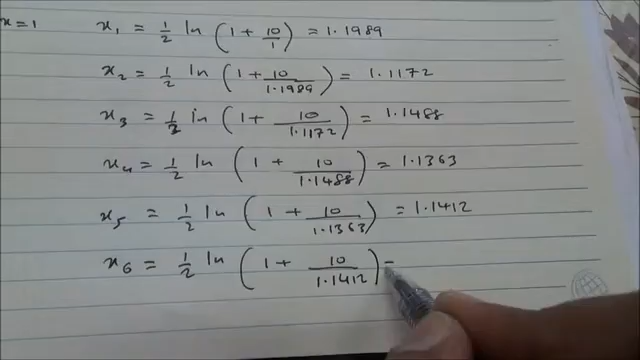 x=1 x₁ = 1/2 ln (1 + 10/1) = 1.1989
x₂ = 1/2 ln (1 + 10/1.1989) = 1.1172
x₃ = 1/2 ln (1 + 10/1.1172) = 1.1488
x₄ = 1/2 ln (1 + 10/1.1488) = 1.1363
x₅ = 1/2 ln (1 + 10/1.1363) = 1.1412
x₆ = 1/2 ln (1 + 10/1.1412) =